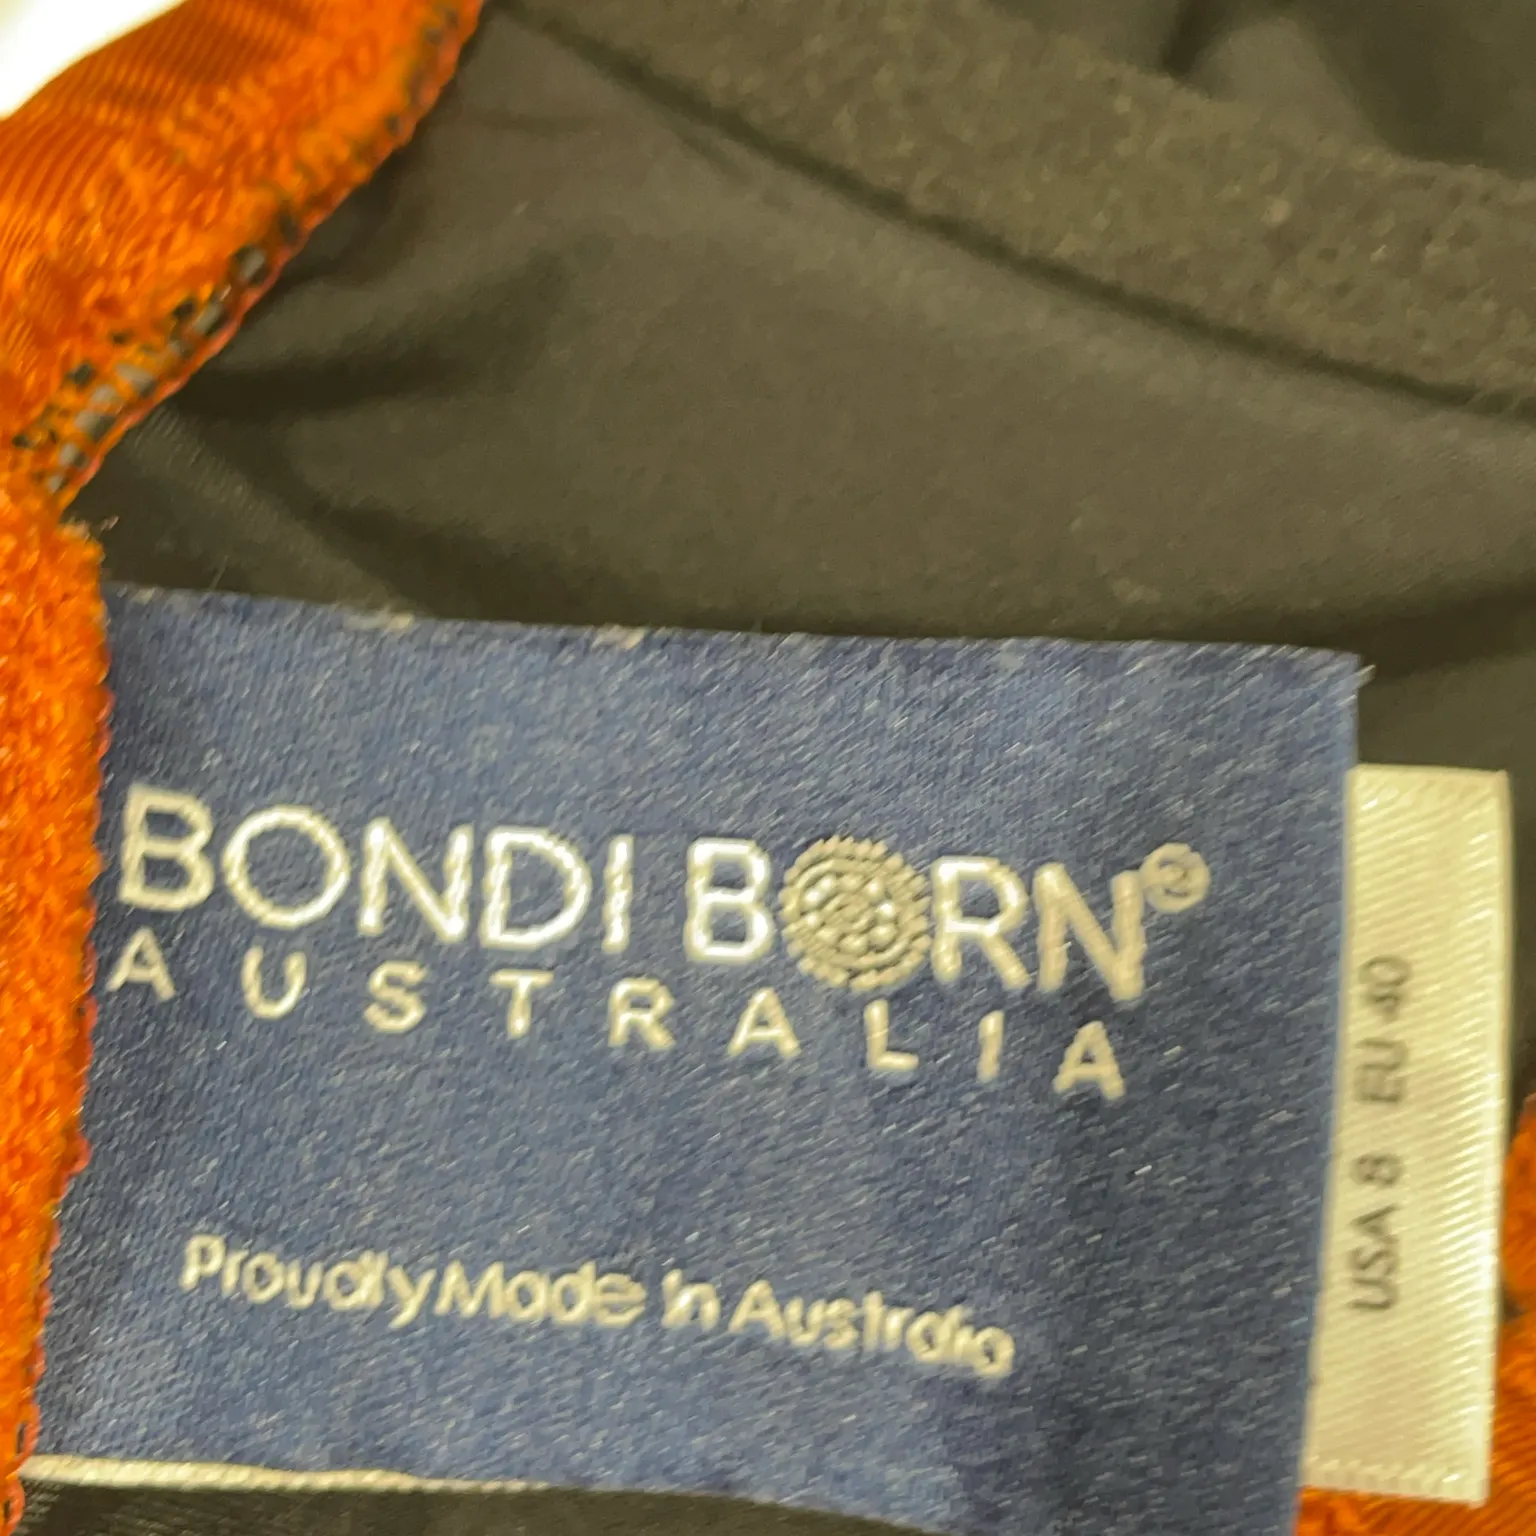 BONDI BORN®
AUSTRALIA
Proudly Made in Australia
USA 8 EU 40